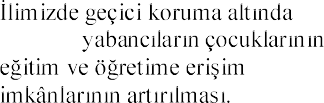 İlimizde geçici koruma altında
yabancıların çocuklarının
eğitim ve öğretime erişim
imkânlarının artırılması.